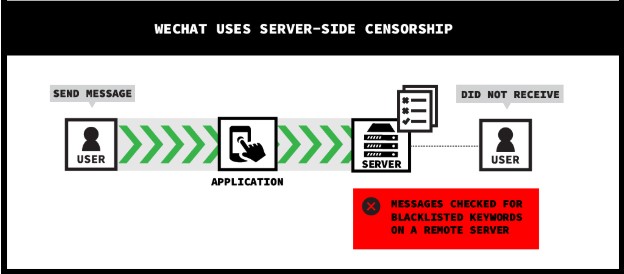 WECHAT USES SERVER-SIDE CENSORSHIP
SEND MESSAGE
DID NOT RECEIVE
USER
APPLICATION
SERVER
USER
MESSAGES CHECKED FOR
BLACKLISTED KEYWORDS
ON A REMOTE SERVER